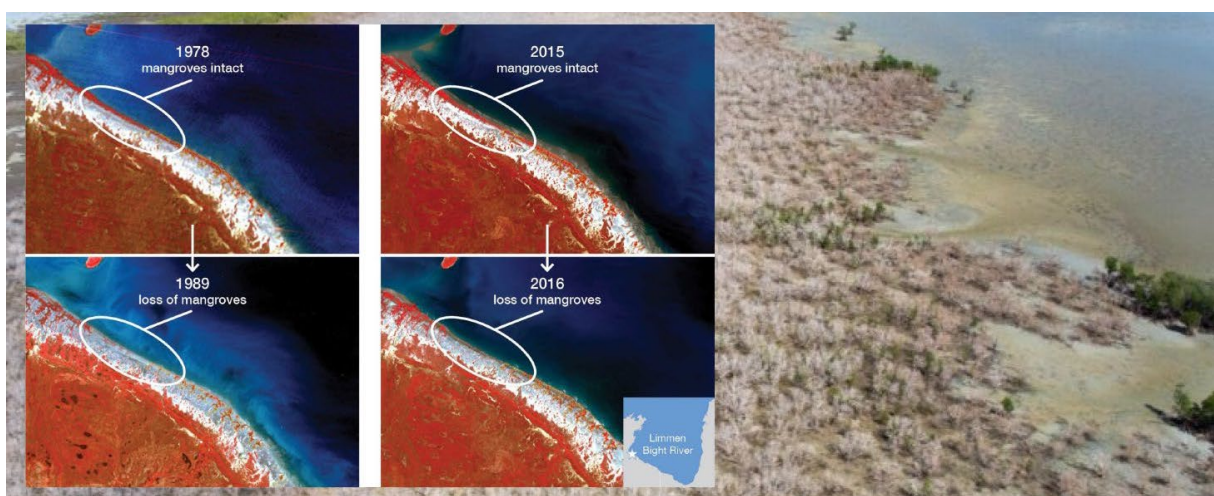 1978
mangroves intact
2015
mangroves intact
1989
loss of mangroves
2016
loss of mangroves
Limmen
Bight River